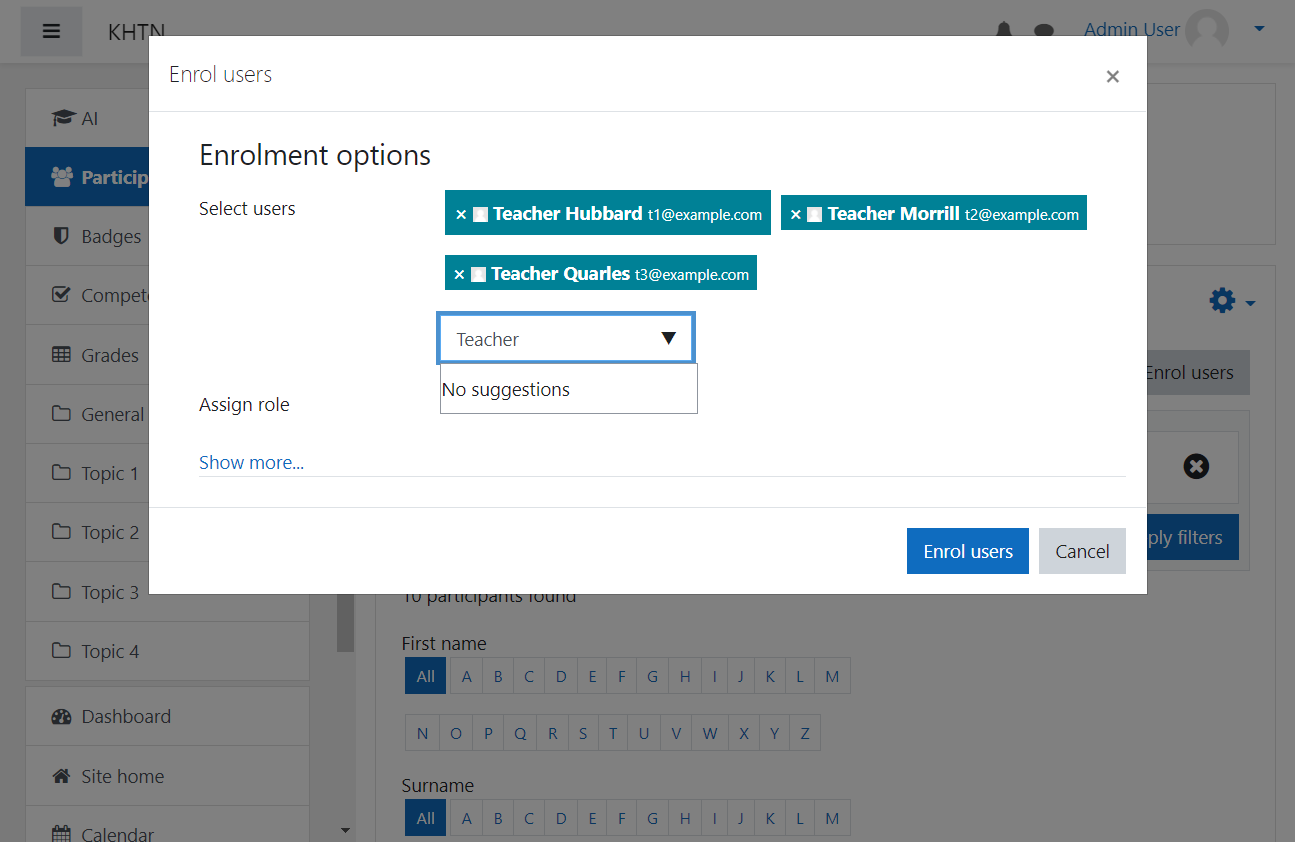 KHTN
Admin User
Enrol users
×
AI
Particip
Badges
Compet
Grades
General
Topic 1
Topic 2
Topic 3
Topic 4
Dashboard
Site home
Calendar
Enrolment options
Select users
× Teacher Hubbard t1@example.com
× Teacher Morrill t2@example.com
× Teacher Quarles t3@example.com
Teacher ▼
No suggestions
Assign role
Show more...
Enrol users
Cancel
Enrol users
ply filters
10 participants found
First name
All A B C D E F G H I J K L M
N O P Q R S T U V W X Y Z
Surname
All A B C D E F G H I J K L M